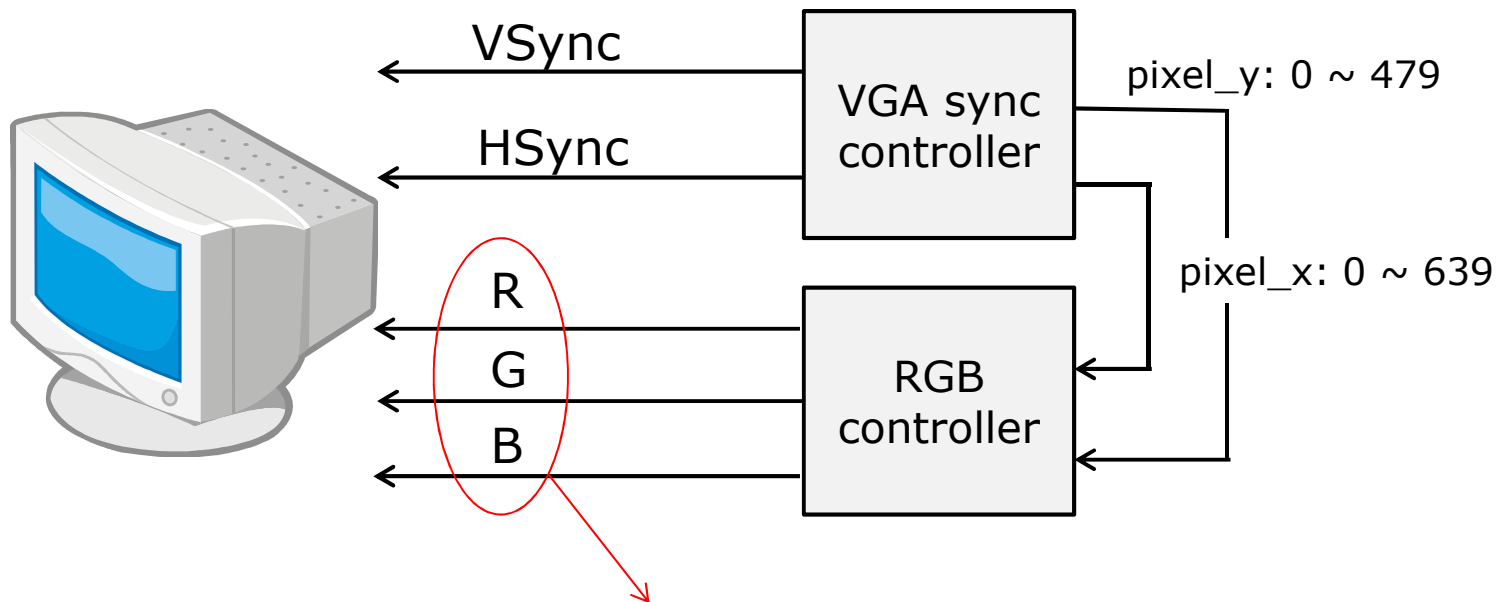 VSync
HSync
R
G
B
VGA sync
controller
RGB
controller
pixel_y: 0 ~ 479
pixel_x: 0 ~ 639